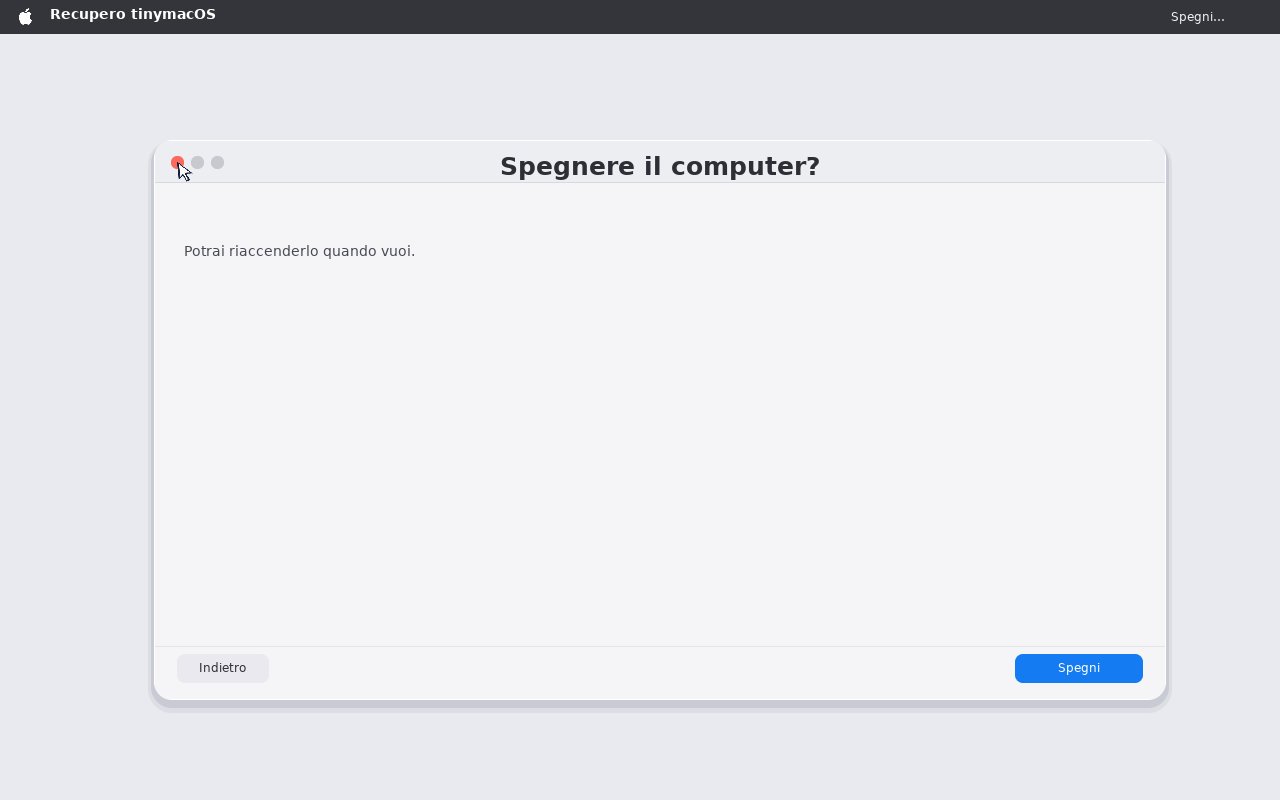 Recupero tinymacOS
Spegni...
Spegnere il computer?
Potrai riaccenderlo quando vuoi.
Indietro
Spegni